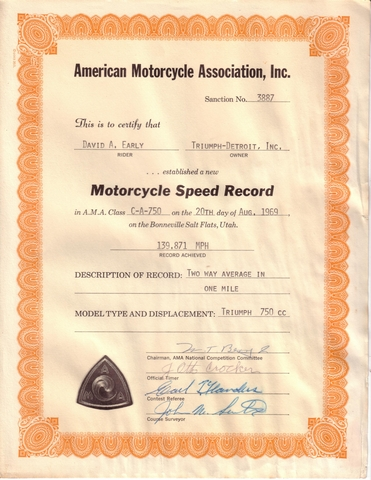 American Motorcycle Association, Inc.
Sanction No. 3887
This is to certify that
David A. Early Triumph-Detroit, Inc.
RIDER OWNER
. . . established a new
Motorcycle Speed Record
in A.M.A. Class C-A-750 on the 20th day of Aug. 1969
on the Bonneville Salt Flats, Utah.
139.871 MPH
RECORD ACHIEVED
DESCRIPTION OF RECORD: Two way average in
one mile
MODEL TYPE AND DISPLACEMENT: Triumph 750 cc
Chairman, AMA National Competition Committee
Official Timer
Earl Flanders
Contest Referee
John M.
Course Surveyor
A M A